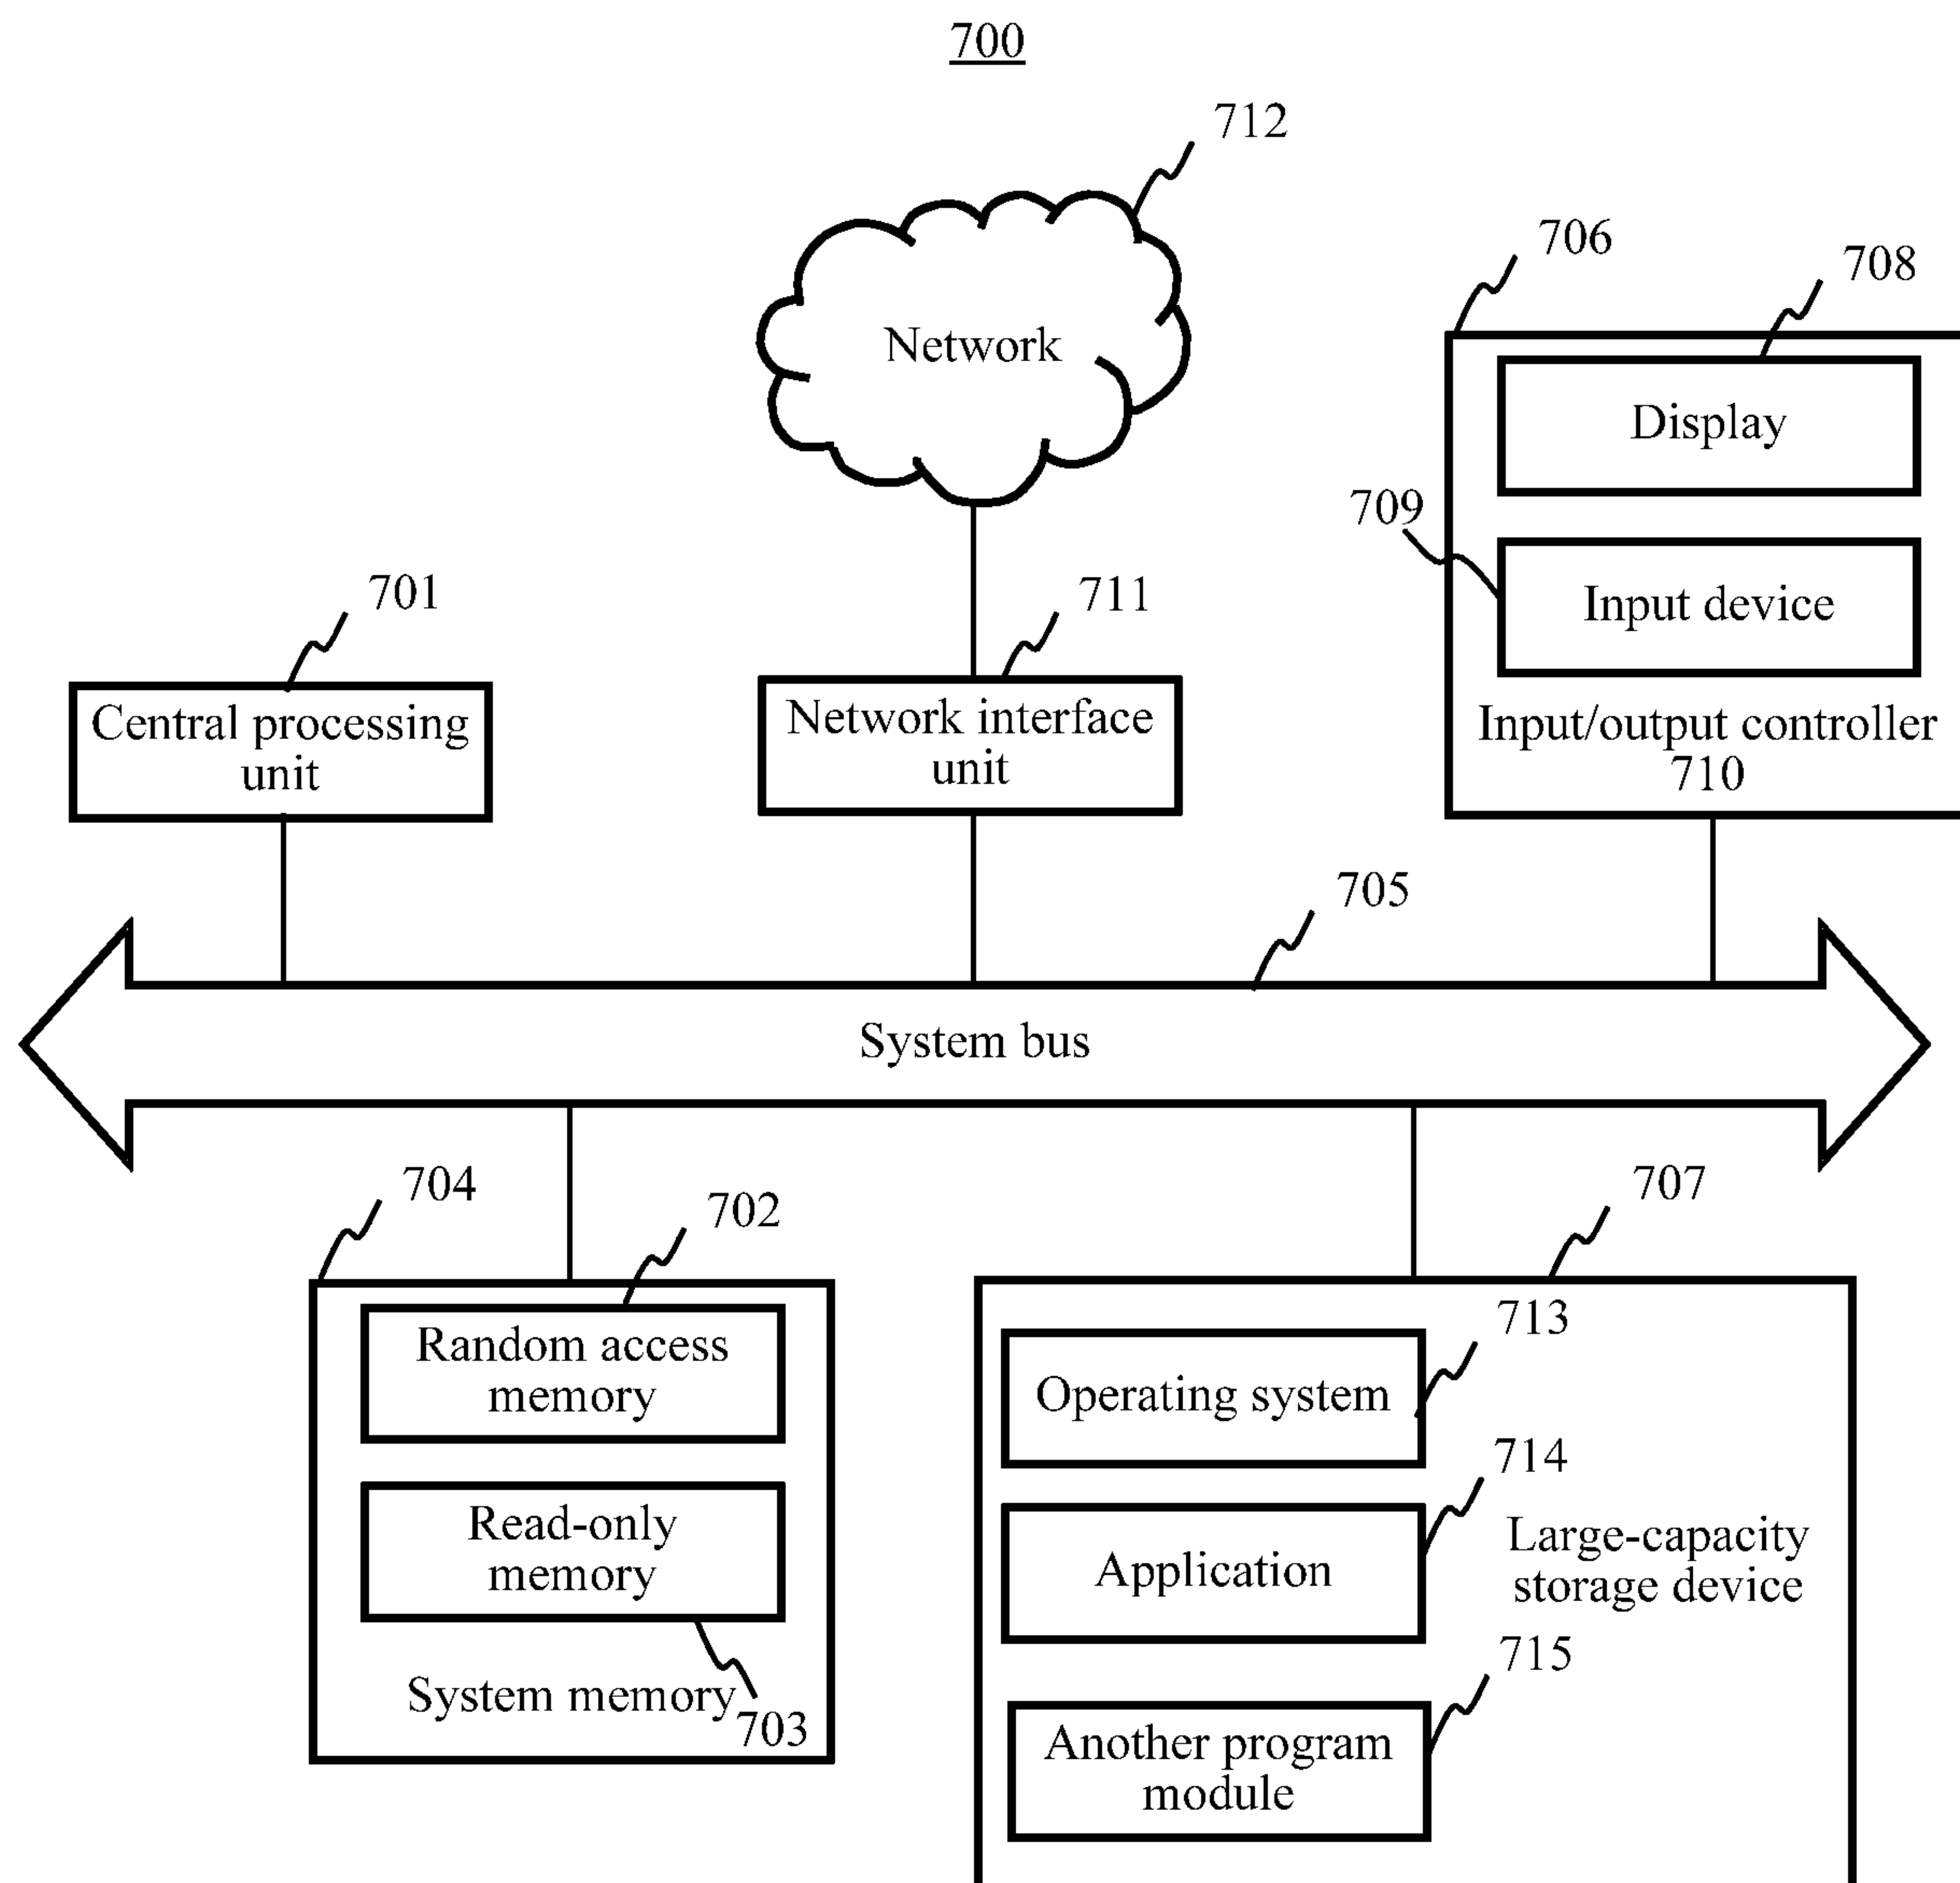 700
712
Network
706
708
Display
709
Input device
Input/output controller
710
701
Central processing
unit
711
Network interface
unit
705
System bus
704
702
Random access
memory
Read-only
memory
System memory
703
707
713
Operating system
714
Application
Large-capacity
storage device
715
Another program
module